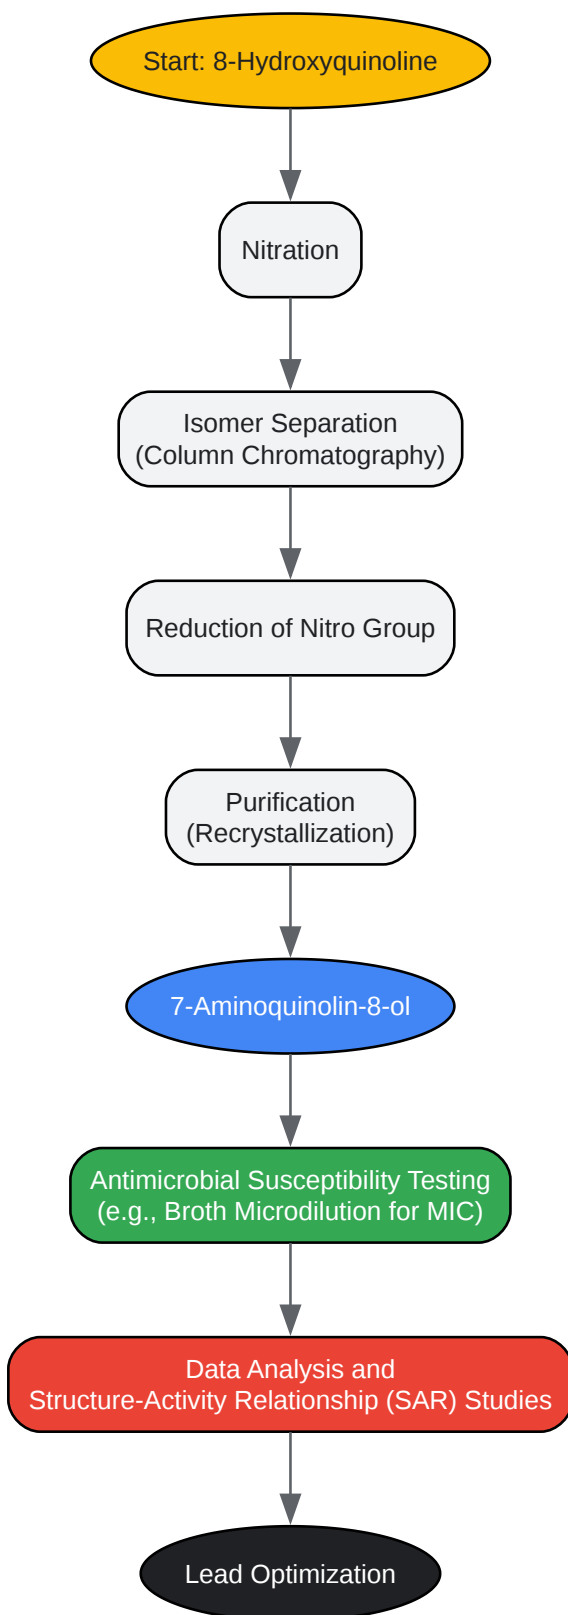 Start: 8-Hydroxyquinoline
Nitration
Isomer Separation
(Column Chromatography)
Reduction of Nitro Group
Purification
(Recrystallization)
7-Aminoquinolin-8-ol
Antimicrobial Susceptibility Testing
(e.g., Broth Microdilution for MIC)
Data Analysis and
Structure-Activity Relationship (SAR) Studies
Lead Optimization